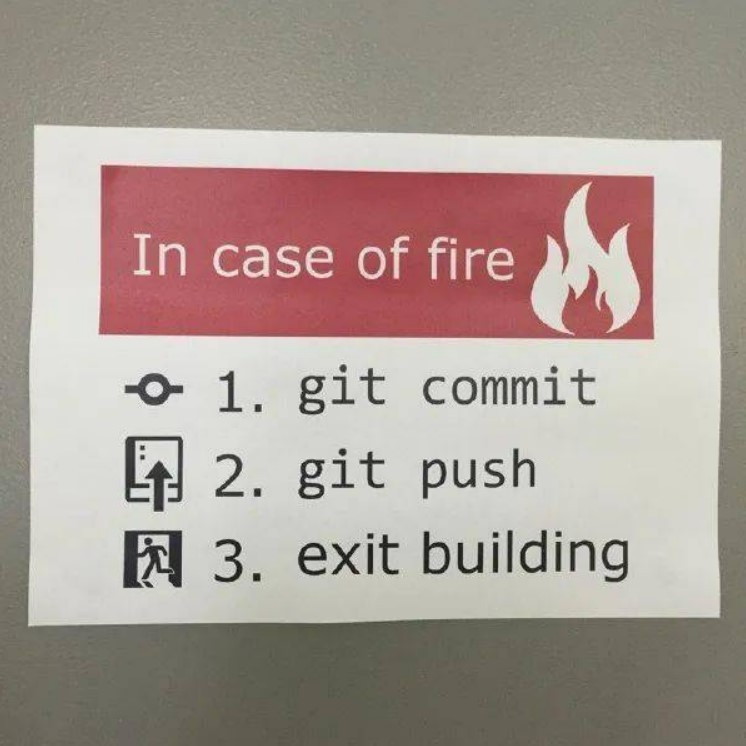 In case of fire
1. git commit
2. git push
3. exit building